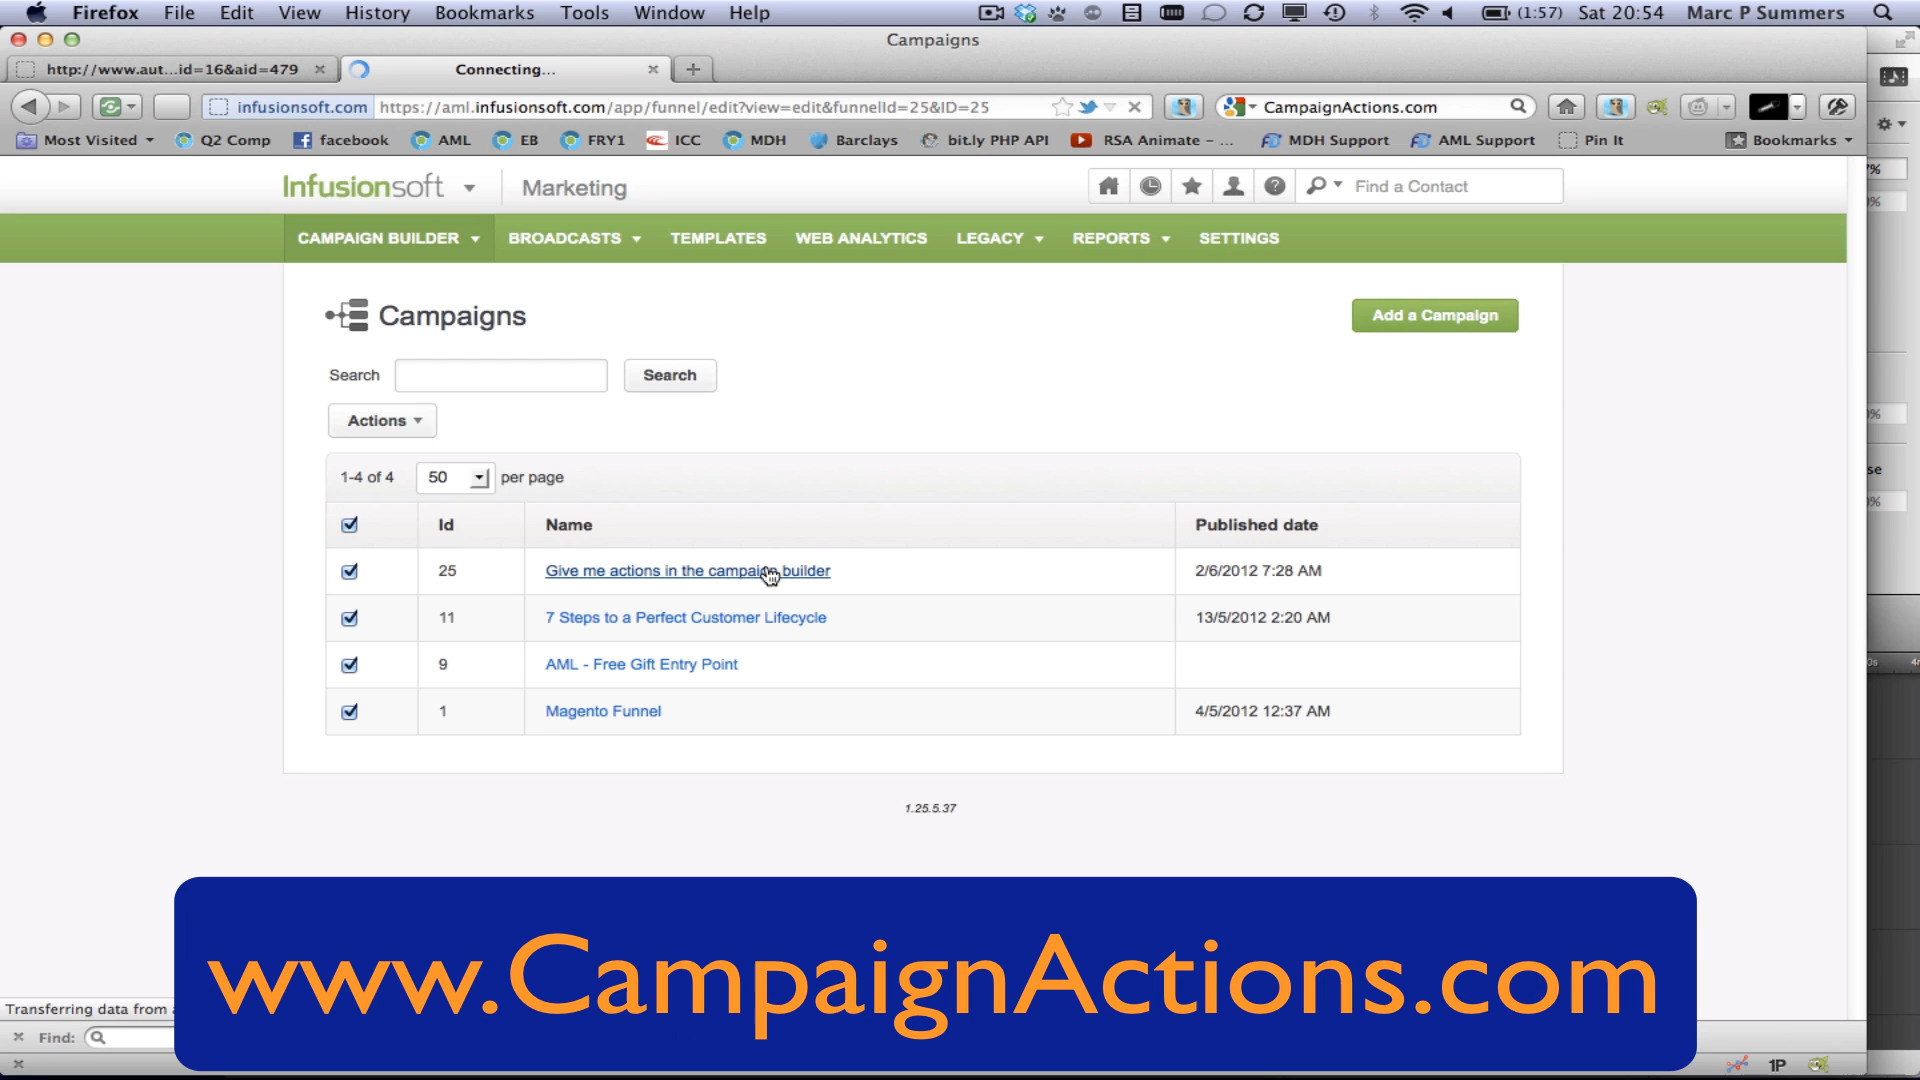 Firefox File Edit View History Bookmarks Tools Window Help (1:57) Sat 20:54 Marc P Summers
Campaigns
http://www.aut...id=16&aid=479 Connecting...
infusionsoft.com https://aml.infusionsoft.com/app/funnel/edit?view=edit&funnelId=25&ID=25 CampaignActions.com
Most Visited Q2 Comp facebook AML EB FRY1 ICC MDH Barclays bit.ly PHP API RSA Animate - ... MDH Support AML Support Pin It Bookmarks
Infusionsoft Marketing Find a Contact
CAMPAIGN BUILDER BROADCASTS TEMPLATES WEB ANALYTICS LEGACY REPORTS SETTINGS
Campaigns Add a Campaign
Search Search
Actions
1-4 of 4 50 per page
Id Name Published date
25 Give me actions in the campaign builder 2/6/2012 7:28 AM
11 7 Steps to a Perfect Customer Lifecycle 13/5/2012 2:20 AM
9 AML - Free Gift Entry Point
1 Magento Funnel 4/5/2012 12:37 AM
1.25.5.37
www.CampaignActions.com
Transferring data from
Find:
1P